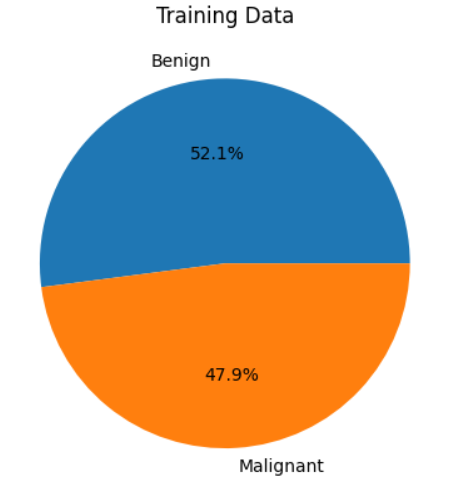 Training Data
Benign
52.1%
47.9%
Malignant